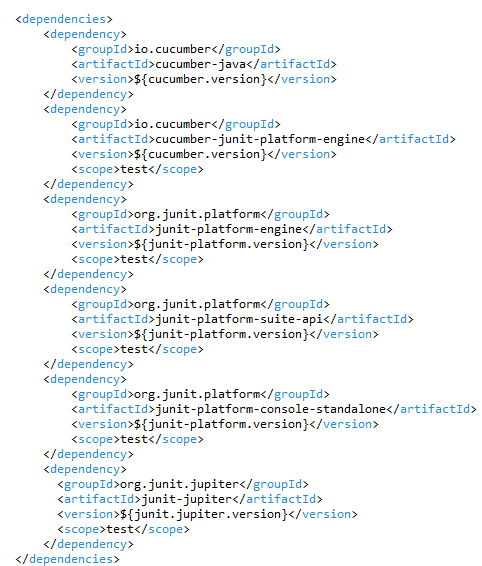 <dependencies>
    <dependency>
        <groupId>io.cucumber</groupId>
        <artifactId>cucumber-java</artifactId>
        <version>${cucumber.version}</version>
    </dependency>
    <dependency>
        <groupId>io.cucumber</groupId>
        <artifactId>cucumber-junit-platform-engine</artifactId>
        <version>${cucumber.version}</version>
        <scope>test</scope>
    </dependency>
    <dependency>
        <groupId>org.junit.platform</groupId>
        <artifactId>junit-platform-engine</artifactId>
        <version>${junit-platform.version}</version>
        <scope>test</scope>
    </dependency>
    <dependency>
        <groupId>org.junit.platform</groupId>
        <artifactId>junit-platform-suite-api</artifactId>
        <version>${junit-platform.version}</version>
        <scope>test</scope>
    </dependency>
    <dependency>
        <groupId>org.junit.platform</groupId>
        <artifactId>junit-platform-console-standalone</artifactId>
        <version>${junit-platform.version}</version>
        <scope>test</scope>
    </dependency>
    <dependency>
      <groupId>org.junit.jupiter</groupId>
      <artifactId>junit-jupiter</artifactId>
      <version>${junit.jupiter.version}</version>
      <scope>test</scope>
    </dependency>
</dependencies>